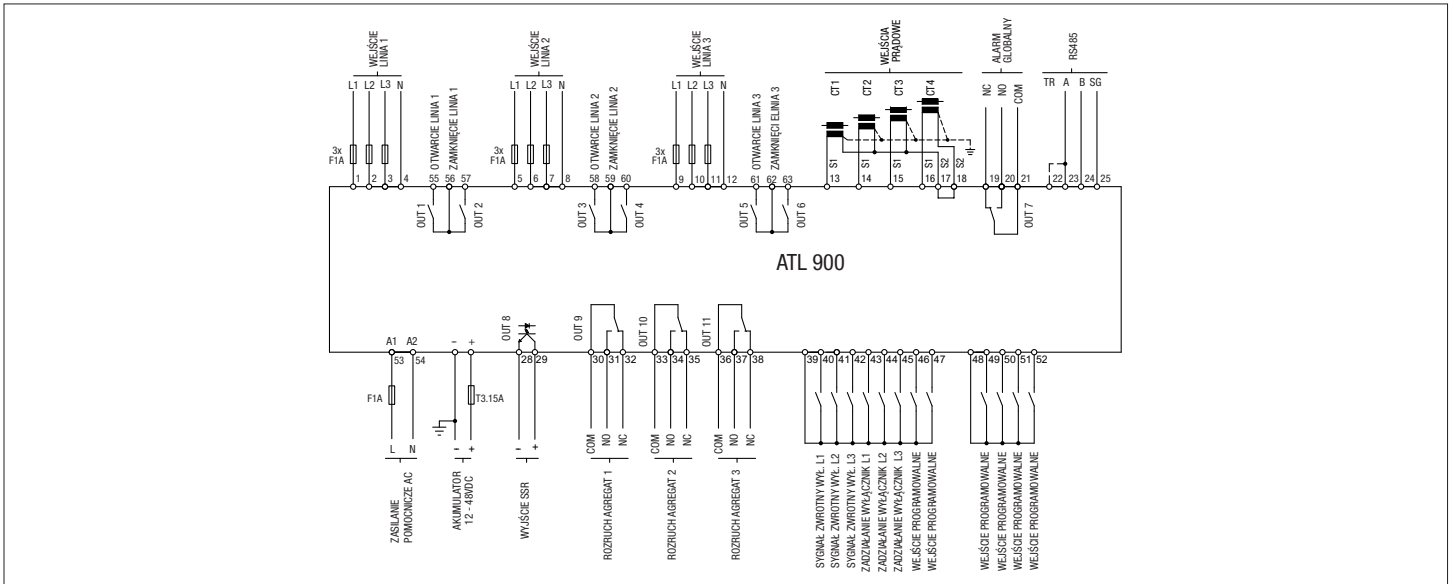 WEJŚCIE
LINIA 1
WEJŚCIE
LINIA 2
WEJŚCIE
LINIA 3
WEJŚCIA
PRĄDOWE
ALARM
GLOBALNY
RS485
L1 L2 L3 N
L1 L2 L3 N
L1 L2 L3 N
CT1 CT2 CT3 CT4
NC NO COM
TR A B SG
3x
F1A
3x
F1A
3x
F1A
OTWARCIE LINIA 1
ZAMKNIĘCIE LINIA 1
OTWARCIE LINIA 2
ZAMKNIĘCIE LINIA 2
OTWARCIE LINIA 3
ZAMKNIĘCI ELINIA 3
S1 S1 S1 S1 S2 S2
1 2 3 4 55 56 57 5 6 7 8 58 59 60 9 10 11 12 61 62 63 13 14 15 16 17 18 19 20 21 22 23 24 25
OUT 1
OUT 2
OUT 3
OUT 4
OUT 5
OUT 6
OUT 7
ATL 900
A1 A2 - +
OUT 8
OUT 9
OUT 10
OUT 11
53 54 28 29 30 31 32 33 34 35 36 37 38 39 40 41 42 43 44 45 46 47 48 49 50 51 52
F1A
T3.15A
L N
- +
- +
COM NO NC
COM NO NC
COM NO NC
ZASILANIE
POMOCNICZE AC
AKUMULATOR
12 - 48VDC
WYJŚCIE SSR
ROZRUCH AGREGAT 1
ROZRUCH AGREGAT 2
ROZRUCH AGREGAT 3
SYGNAŁ ZWROTNY WYŁ. L1
SYGNAŁ ZWROTNY WYŁ. L2
SYGNAŁ ZWROTNY WYŁ. L3
ZADZIAŁANIE WYŁĄCZNIK L1
ZADZIAŁANIE WYŁĄCZNIK L2
ZADZIAŁANIE WYŁĄCZNIK L3
WEJŚCIE PROGRAMOWALNE
WEJŚCIE PROGRAMOWALNE
WEJŚCIE PROGRAMOWALNE
WEJŚCIE PROGRAMOWALNE
WEJŚCIE PROGRAMOWALNE
WEJŚCIE PROGRAMOWALNE